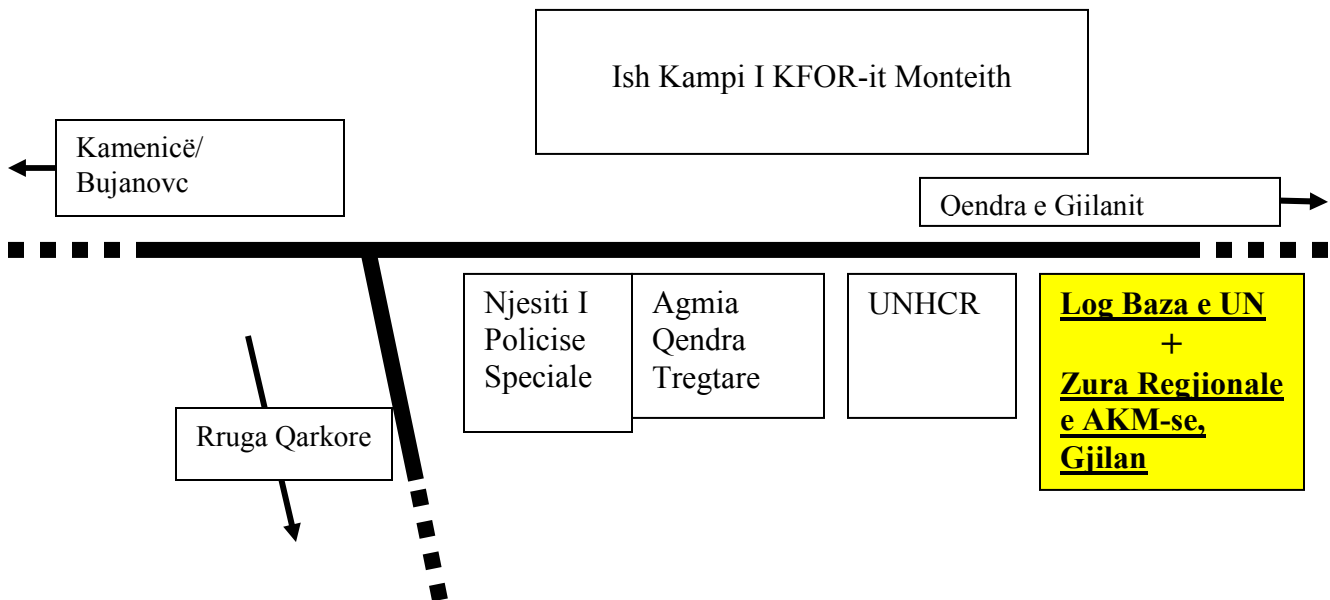 Ish Kampi I KFOR-it Monteith
Kamenicë/
Bujanovc
Qendra e Gjilanit
Njesiti I
Policise
Speciale
Agmia
Qendra
Tregtare
UNHCR
Log Baza e UN
+
Zura Regjionale
e AKM-se,
Gjilan
Rruga Qarkore